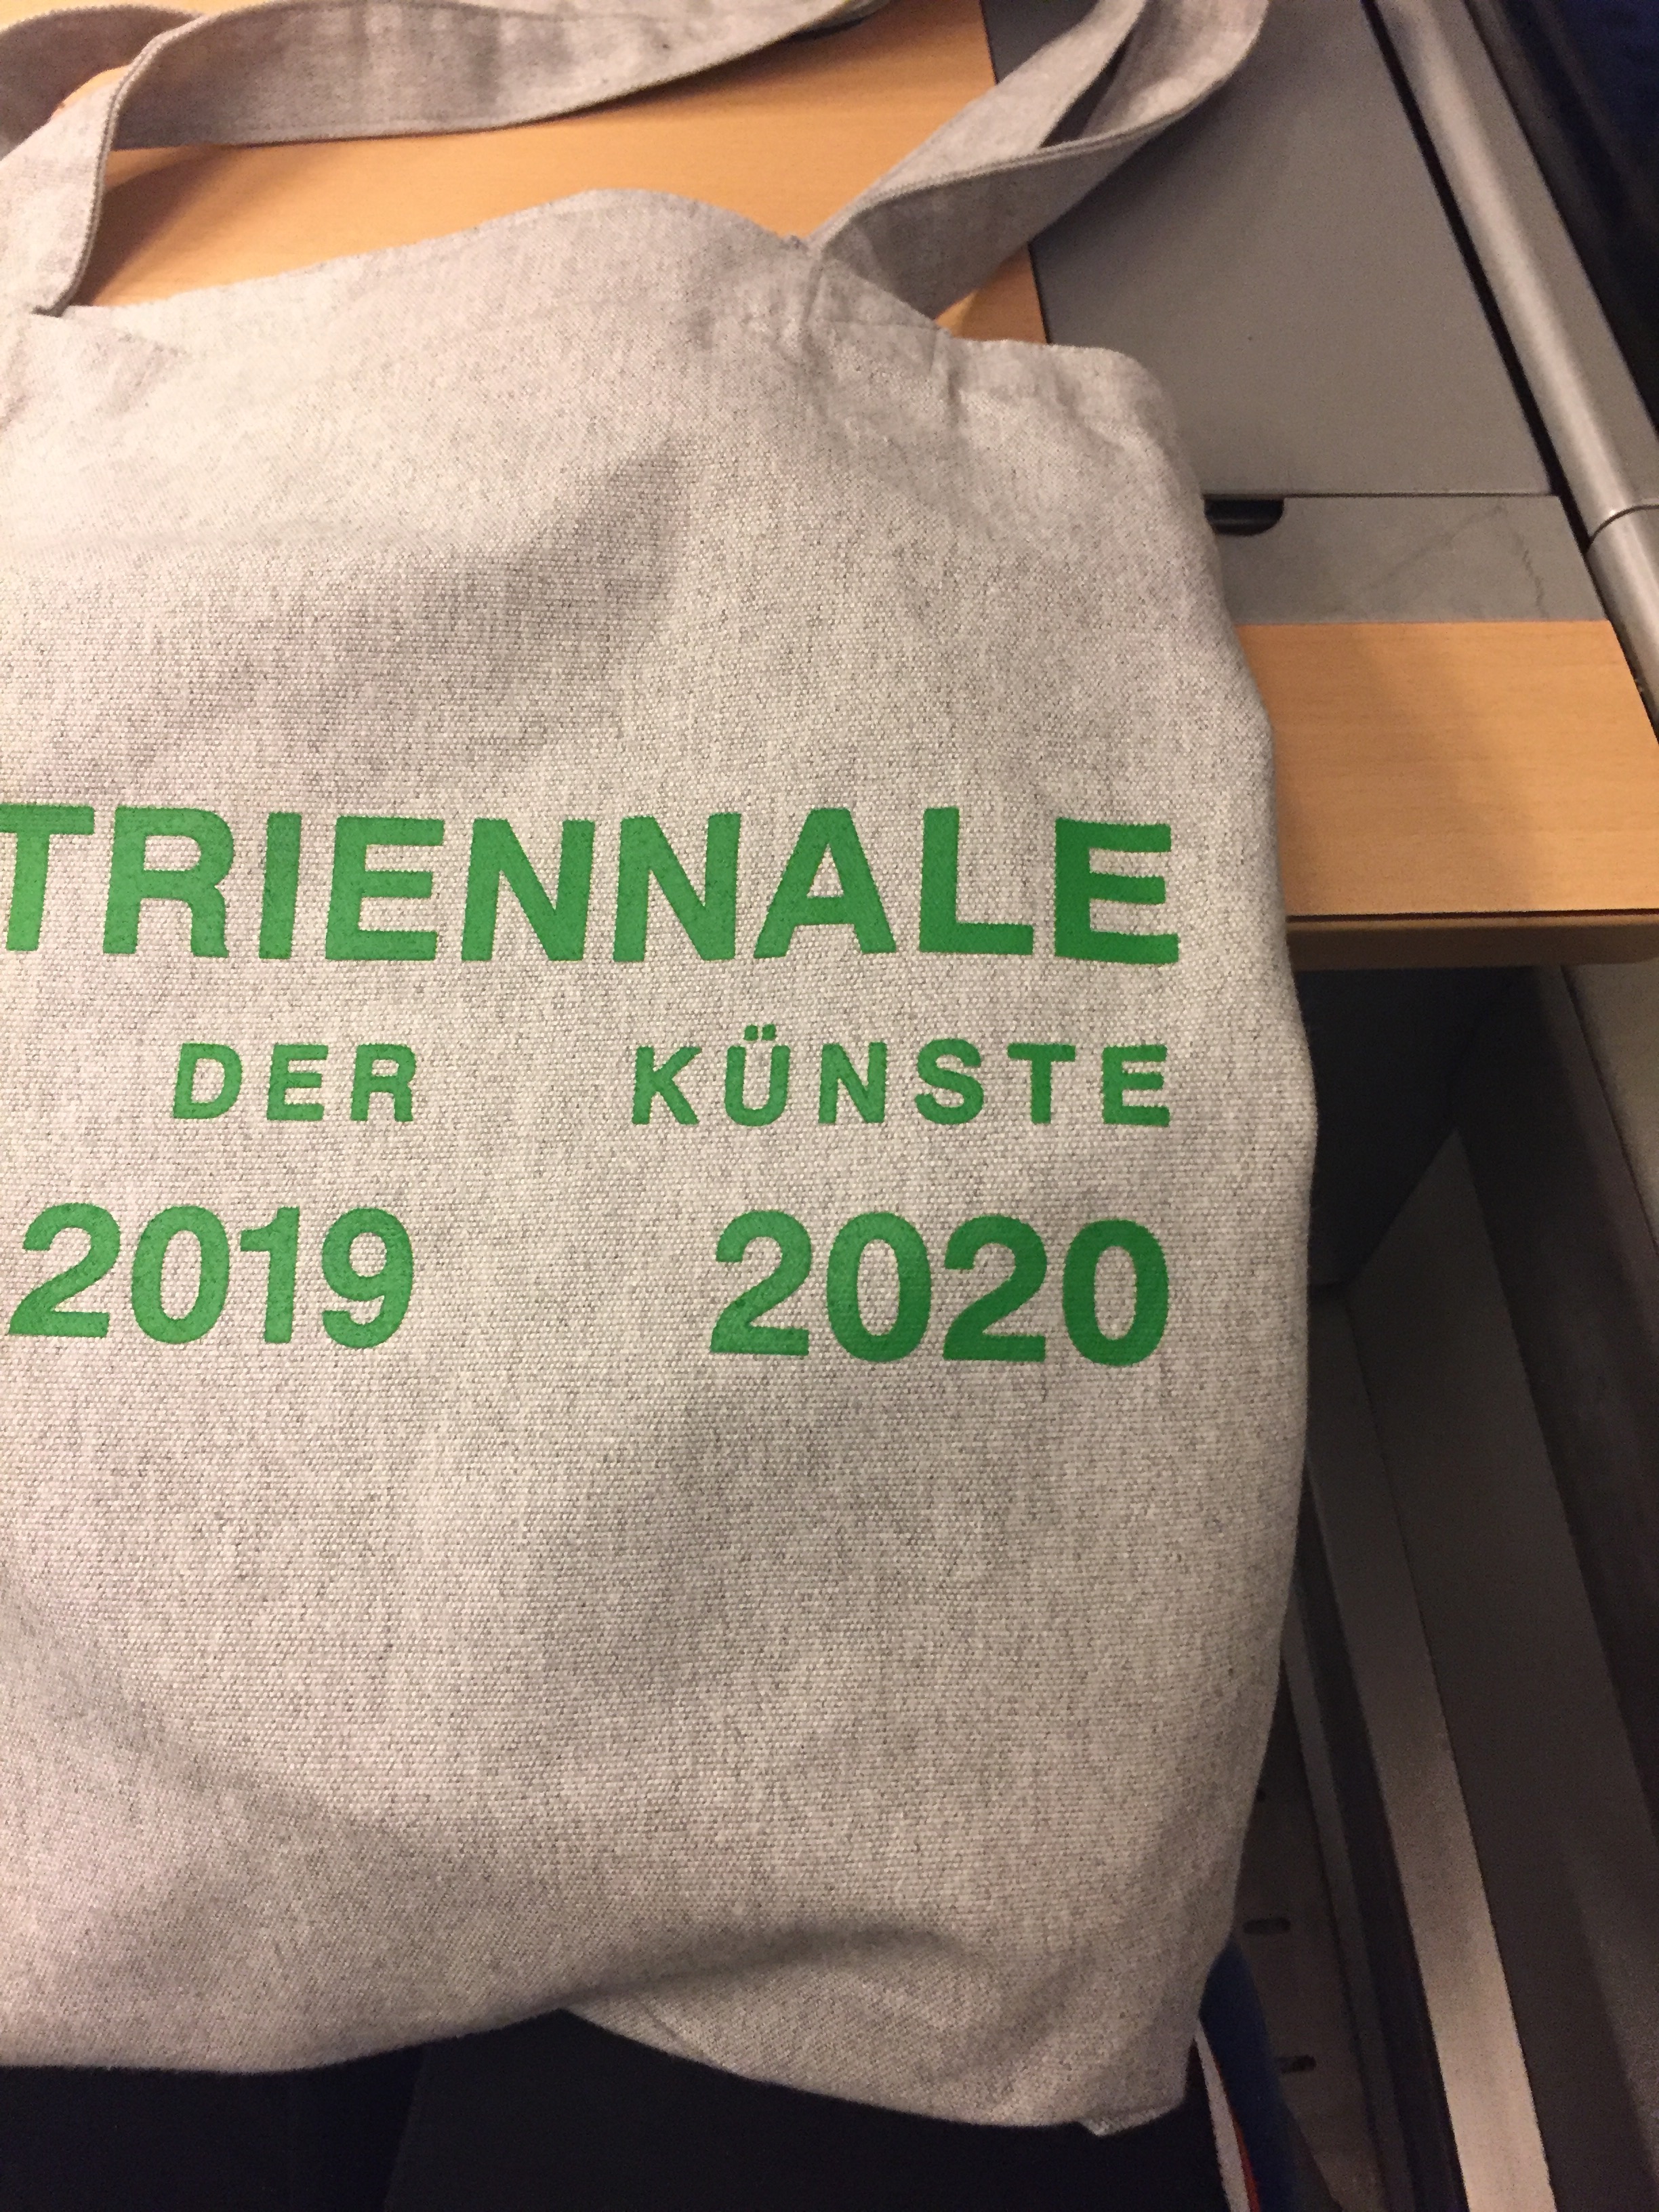 TRIENNALE
DER KÜNSTE
2019 2020